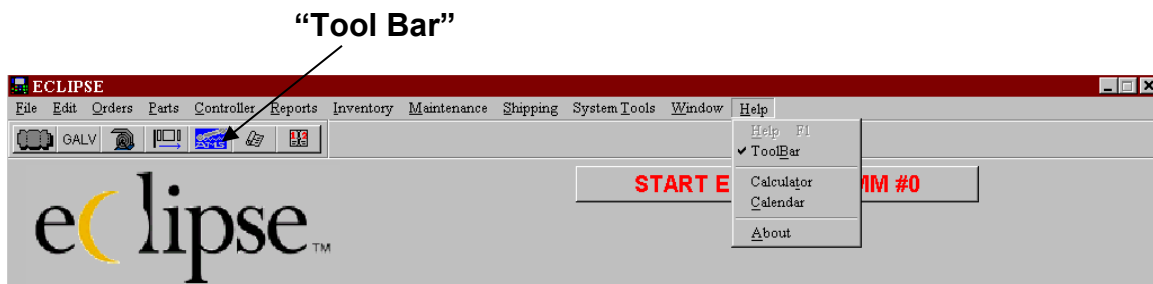 “Tool Bar”
ECLIPSE
File Edit Orders Parts Controller Reports Inventory Maintenance Shipping System Tools Window Help
GALV AMS
Help F1
ToolBar
START E MM #0
Calculator
Calendar
About
eclipse TM